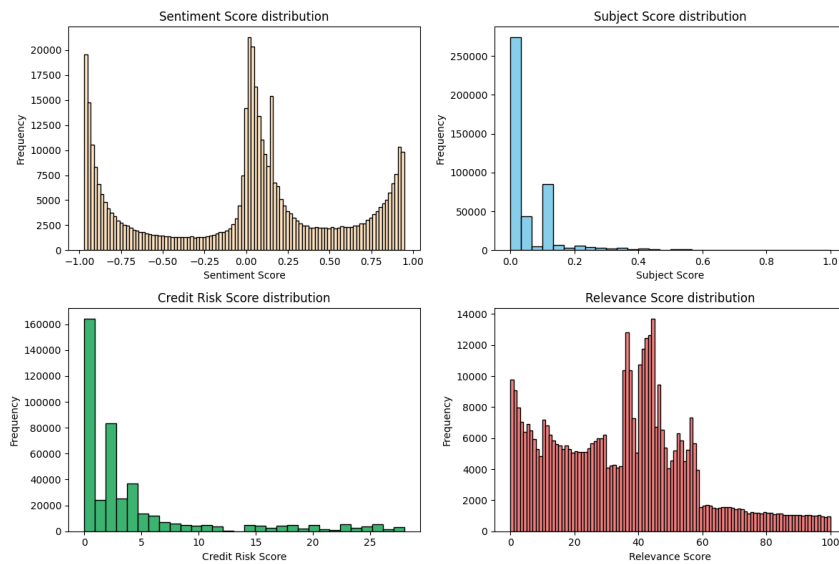 Sentiment Score distribution
Frequency
20000
17500
15000
12500
10000
7500
5000
2500
0
−1.00 −0.75 −0.50 −0.25 0.00 0.25 0.50 0.75 1.00
Sentiment Score
Subject Score distribution
Frequency
250000
200000
150000
100000
50000
0
0.0 0.2 0.4 0.6 0.8 1.0
Subject Score
Credit Risk Score distribution
Frequency
160000
140000
120000
100000
80000
60000
40000
20000
0
0 5 10 15 20 25
Credit Risk Score
Relevance Score distribution
Frequency
14000
12000
10000
8000
6000
4000
2000
0
0 20 40 60 80 100
Relevance Score